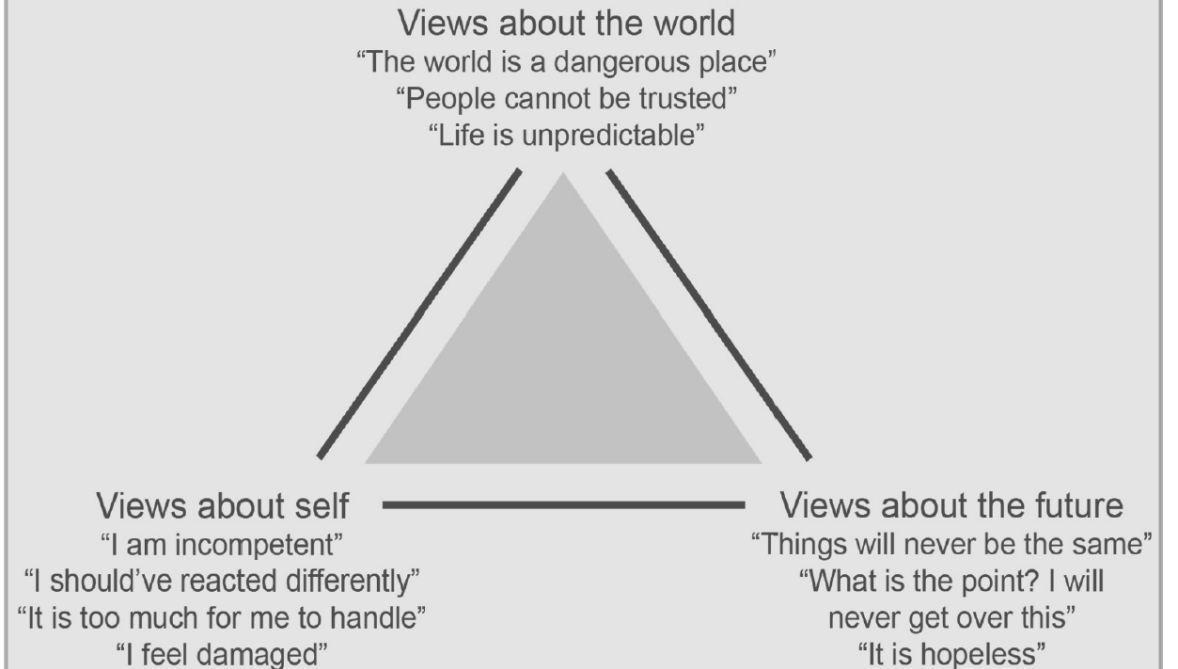 Views about the world
“The world is a dangerous place”
“People cannot be trusted”
“Life is unpredictable”
Views about self
“I am incompetent”
“I should’ve reacted differently”
“It is too much for me to handle”
“I feel damaged”
Views about the future
“Things will never be the same”
“What is the point? I will
never get over this”
“It is hopeless”